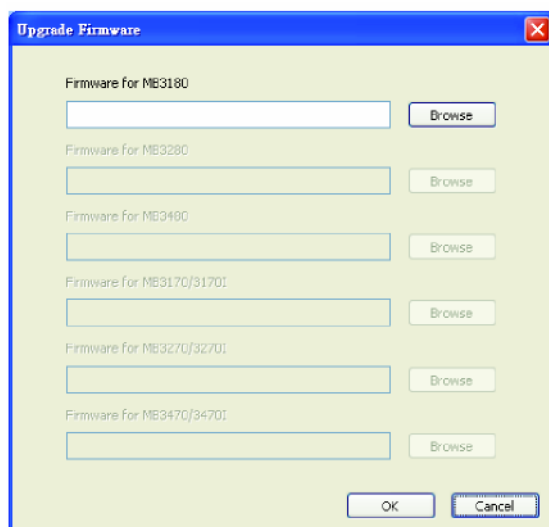 Upgrade Firmware
Firmware for MB3180
Browse
Firmware for MB3280
Browse
Firmware for MB3480
Browse
Firmware for MB3170/3170I
Browse
Firmware for MB3270/3270I
Browse
Firmware for MB3470/3470I
Browse
OK
Cancel